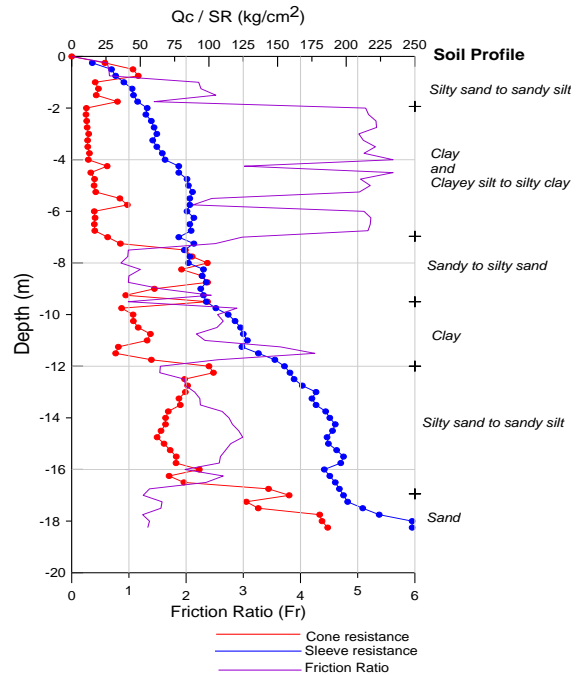 Qc / SR (kg/cm²)
0 25 50 75 100 125 150 175 200 225 250
Soil Profile
0
Silty sand to sandy silt
-2
Clay
and
Clayey silt to silty clay
-4
-6
Sandy to silty sand
-8
Depth (m)
-10
Clay
-12
Silty sand to sandy silt
-14
-16
Sand
-18
-20
0 1 2 3 4 5 6
Friction Ratio (Fr)
Cone resistance
Sleeve resistance
Friction Ratio